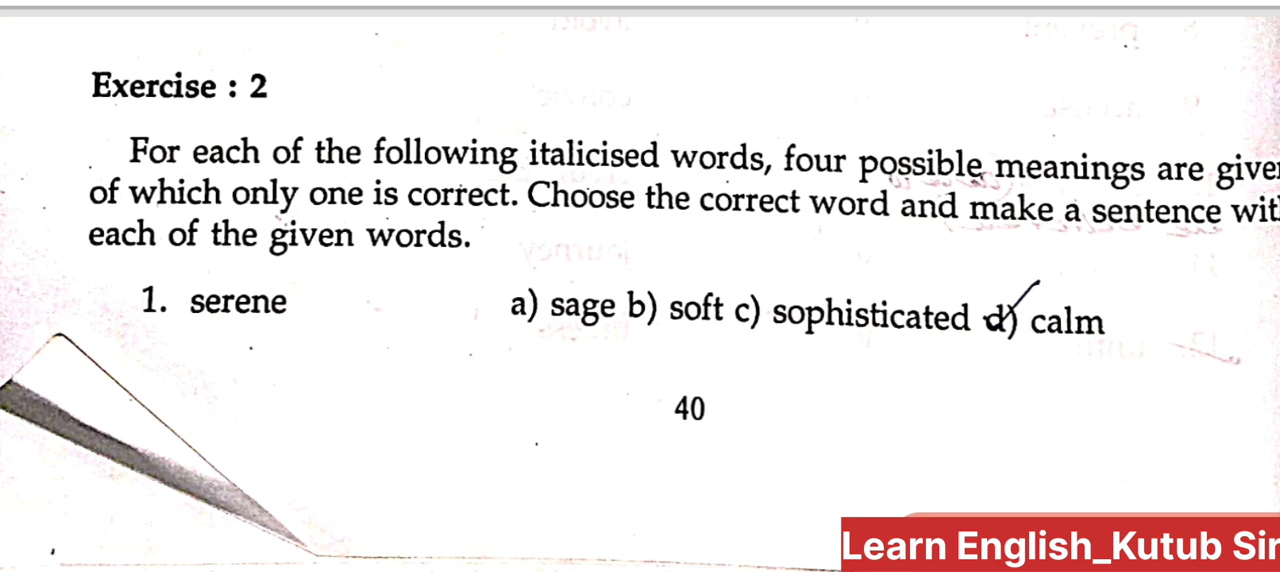 Exercise : 2
For each of the following italicised words, four possible meanings are given
of which only one is correct. Choose the correct word and make a sentence with
each of the given words.
1. serene a) sage b) soft c) sophisticated d) calm
40
Learn English_Kutub Sir